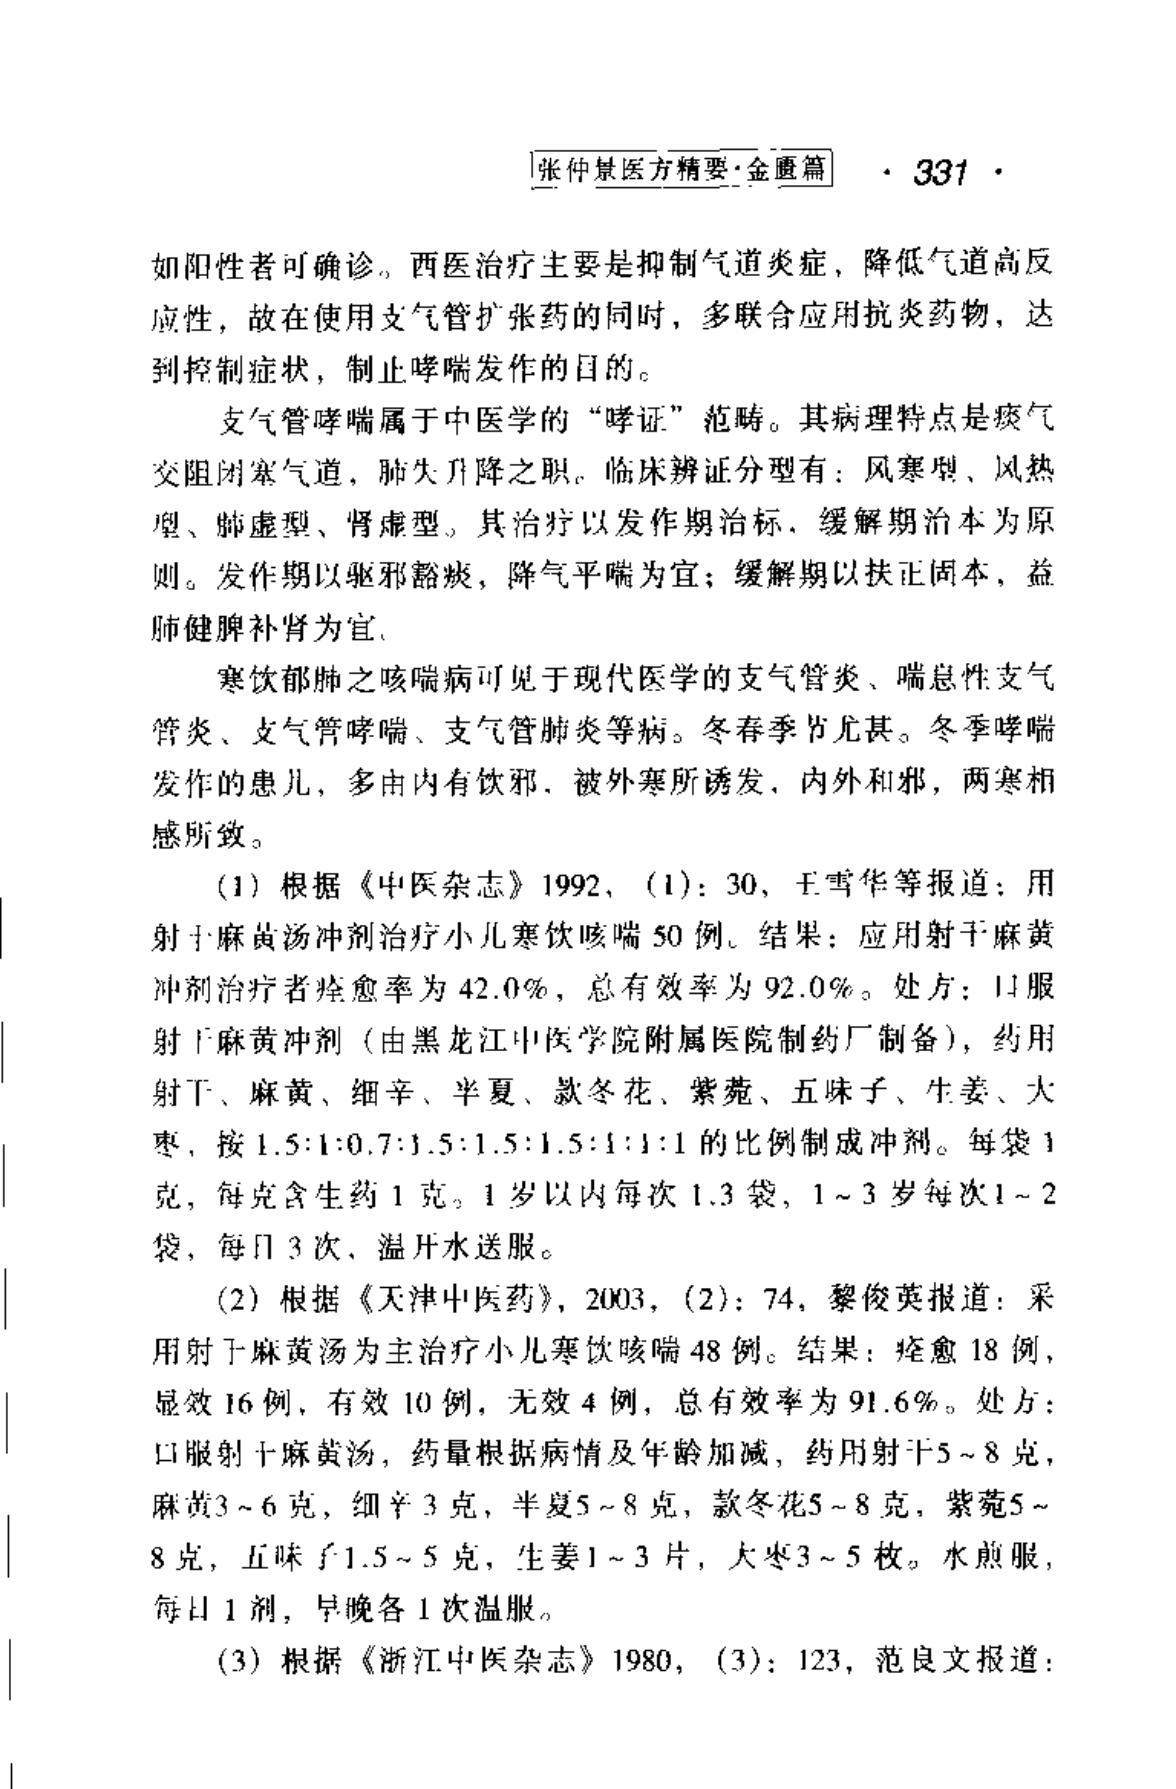 张仲景医方精要·金匮篇 · 331 ·
如阳性者可确诊。西医治疗主要是抑制气道炎症，降低气道高反
应性，故在使用支气管扩张药的同时，多联合应用抗炎药物，达
到控制症状，制止哮喘发作的目的。
支气管哮喘属于中医学的“哮证”范畴。其病理特点是痰气
交阻闭塞气道，肺失升降之职。临床辨证分型有：风寒型、风热
型、肺虚型、肾虚型。其治疗以发作期治标，缓解期治本为原
则。发作期以驱邪豁痰，降气平喘为宜；缓解期以扶正固本，益
肺健脾补肾为宜。
寒饮郁肺之咳喘病可见于现代医学的支气管炎、喘息性支气
管炎、支气管哮喘、支气管肺炎等病。冬春季节尤甚。冬季哮喘
发作的患儿，多由内有饮邪，被外寒所诱发，内外和邪，两寒相
感所致。
(1) 根据《中医杂志》1992，(1)：30，王雪华等报道：用
射干麻黄汤冲剂治疗小儿寒饮咳喘 50 例。结果：应用射干麻黄
冲剂治疗者痊愈率为 42.0%，总有效率为 92.0%。处方：口服
射干麻黄冲剂（由黑龙江中医学院附属医院制药厂制备），药用
射干、麻黄、细辛、半夏、款冬花、紫菀、五味子、生姜、大
枣，按 1.5:1:0.7:1.5:1.5:1.5:1:1:1 的比例制成冲剂。每袋 1
克，每克含生药 1 克。1 岁以内每次 1.3 袋，1～3 岁每次1～2
袋，每日 3 次，温开水送服。
(2) 根据《天津中医药》，2003，(2)：74，黎俊英报道：采
用射干麻黄汤为主治疗小儿寒饮咳喘 48 例。结果：痊愈 18 例，
显效 16 例，有效 10 例，无效 4 例，总有效率为 91.6%。处方：
口服射干麻黄汤，药量根据病情及年龄加减，药用射干5～8 克，
麻黄3～6 克，细辛 3 克，半夏5～8 克，款冬花5～8 克，紫菀5～
8 克，五味子1.5～5 克，生姜1～3 片，大枣3～5 枚。水煎服，
每日 1 剂，早晚各 1 次温服。
(3) 根据《浙江中医杂志》1980，(3)：123，范良文报道：